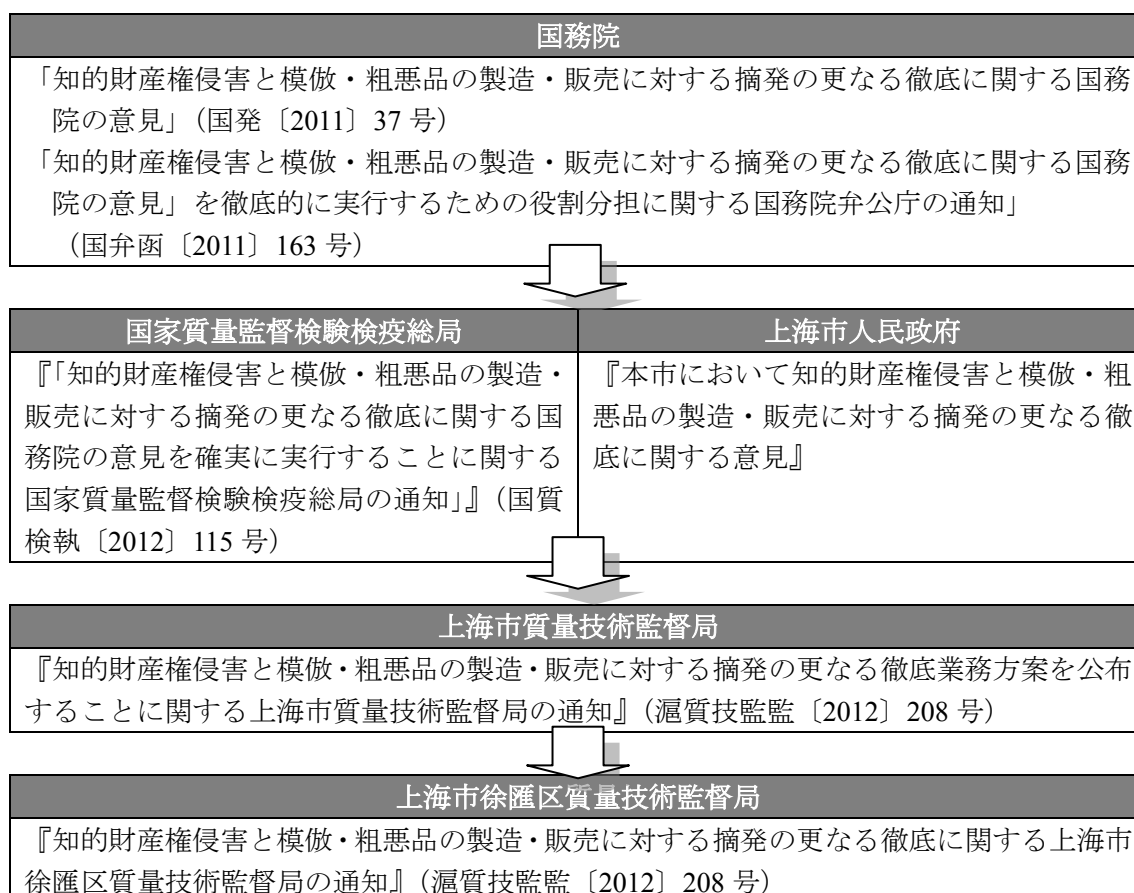 国務院
「知的財産権侵害と模倣・粗悪品の製造・販売に対する摘発の更なる徹底に関する国務
院の意見」（国発〔2011〕37 号）
「知的財産権侵害と模倣・粗悪品の製造・販売に対する摘発の更なる徹底に関する国務
院の意見」を徹底的に実行するための役割分担に関する国務院弁公庁の通知」
（国弁函〔2011〕163 号）
国家質量監督検験検疫総局
『「知的財産権侵害と模倣・粗悪品の製造・
販売に対する摘発の更なる徹底に関する国
務院の意見を確実に実行することに関する
国家質量監督検験検疫総局の通知」』（国質
検執〔2012〕115 号）
上海市人民政府
『本市において知的財産権侵害と模倣・粗
悪品の製造・販売に対する摘発の更なる徹
底に関する意見』
上海市質量技術監督局
『知的財産権侵害と模倣・粗悪品の製造・販売に対する摘発の更なる徹底業務方案を公布
することに関する上海市質量技術監督局の通知』（滬質技監監〔2012〕208 号）
上海市徐匯区質量技術監督局
『知的財産権侵害と模倣・粗悪品の製造・販売に対する摘発の更なる徹底に関する上海市
徐匯区質量技術監督局の通知』（滬質技監監〔2012〕208 号）